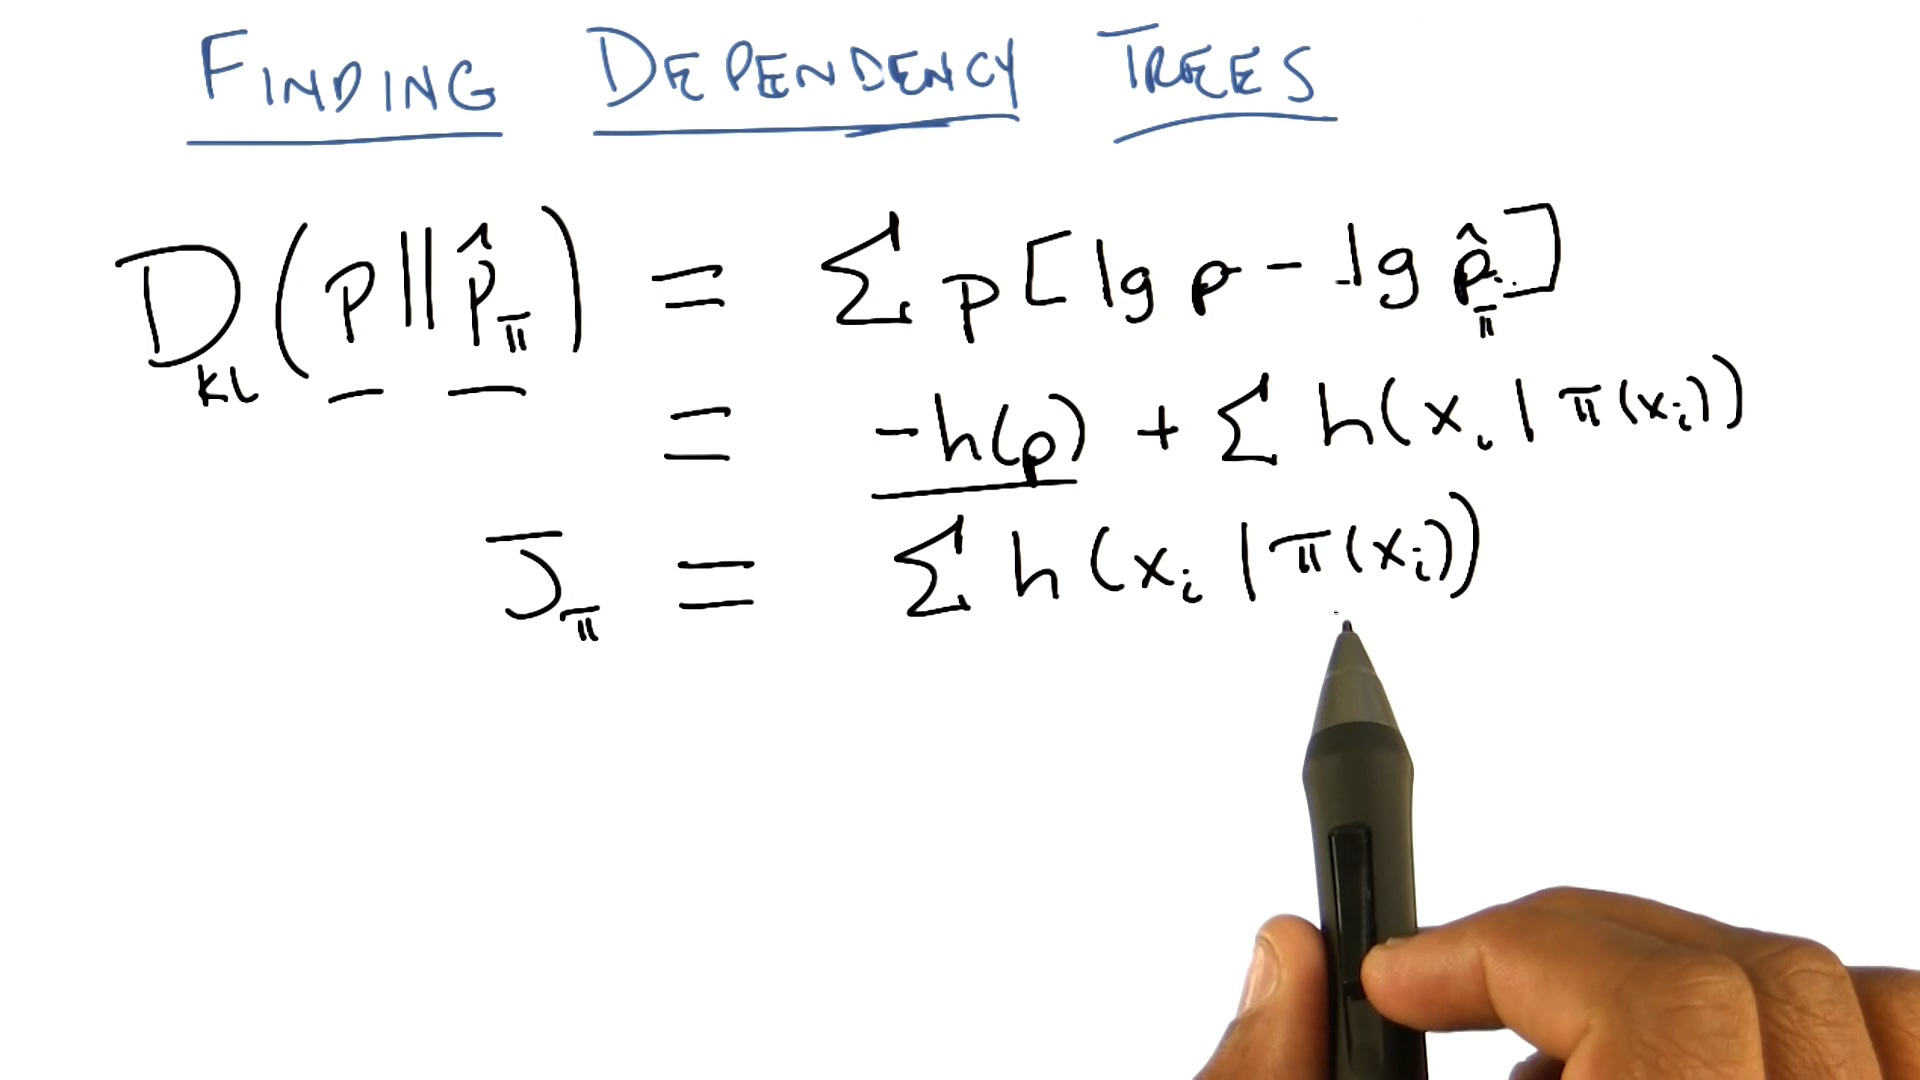 FINDING DEPENDENCY TREES
D_KL(p||p̂_π) = Σ p[lg p - lg p̂_π]
= -h(p) + Σ h(x_i | π(x_i))
J_π = Σ h(x_i | π(x_i))